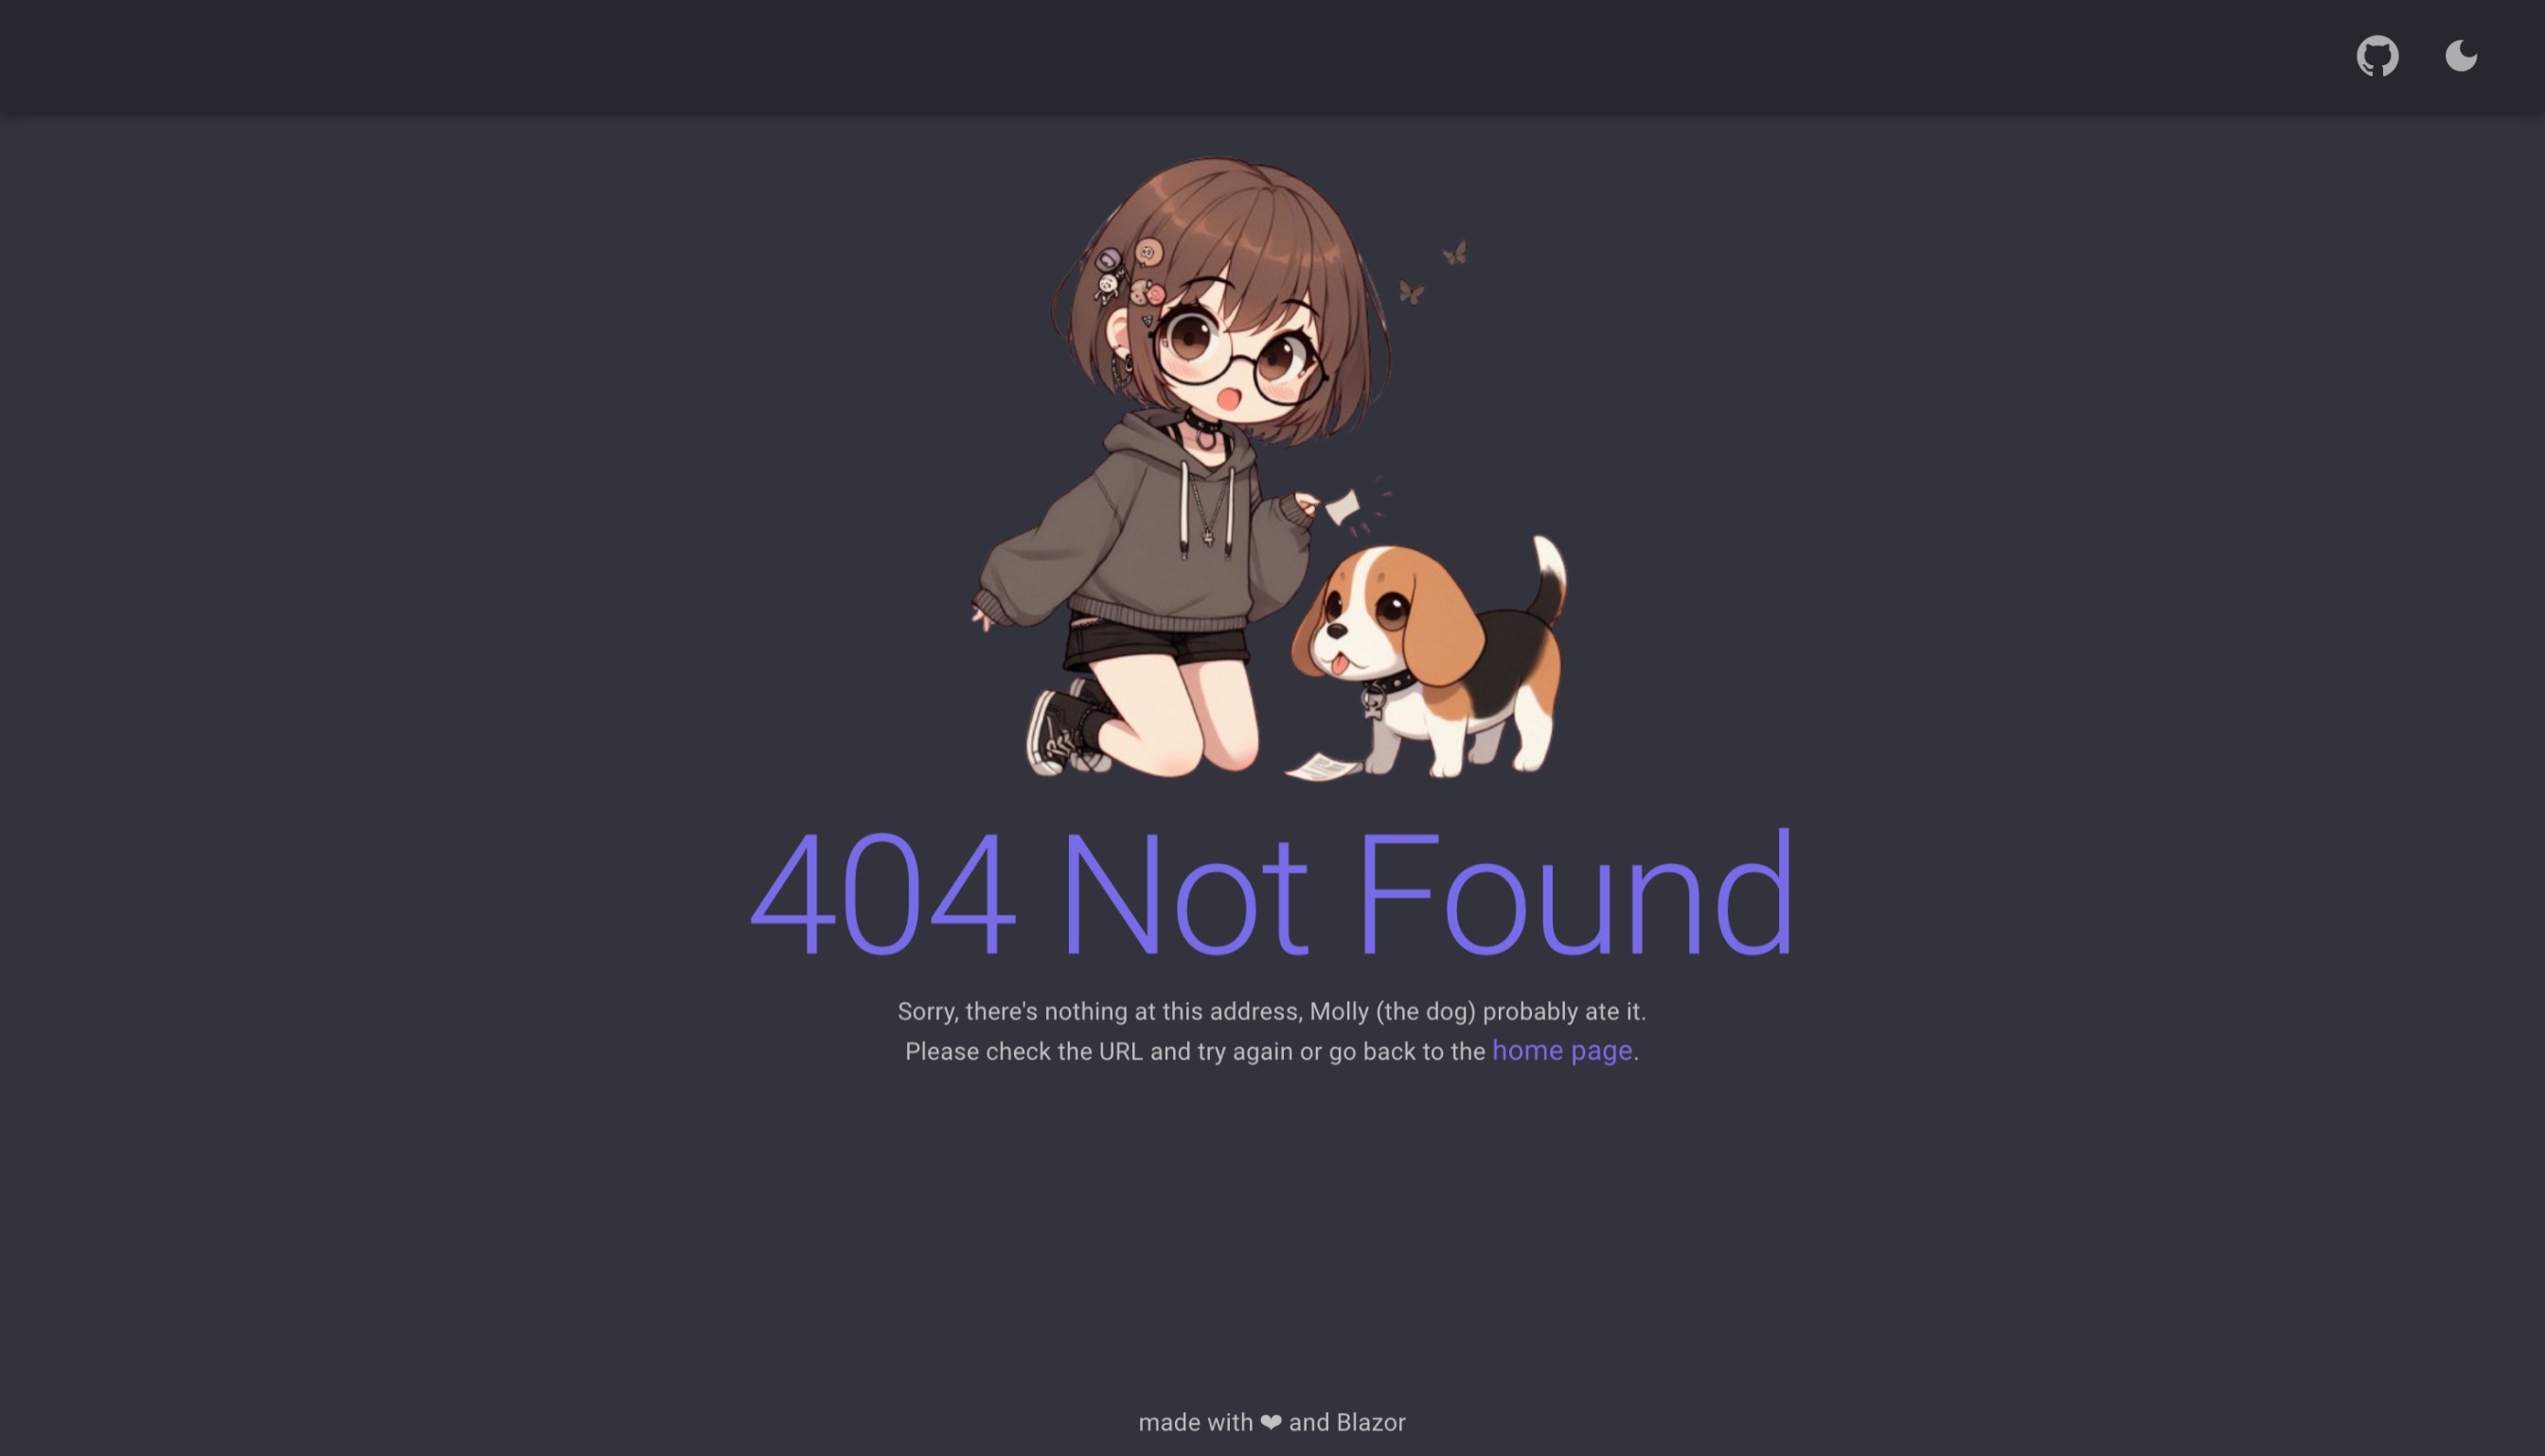 404 Not Found
Sorry, there's nothing at this address, Molly (the dog) probably ate it.
Please check the URL and try again or go back to the home page.
made with ❤ and Blazor